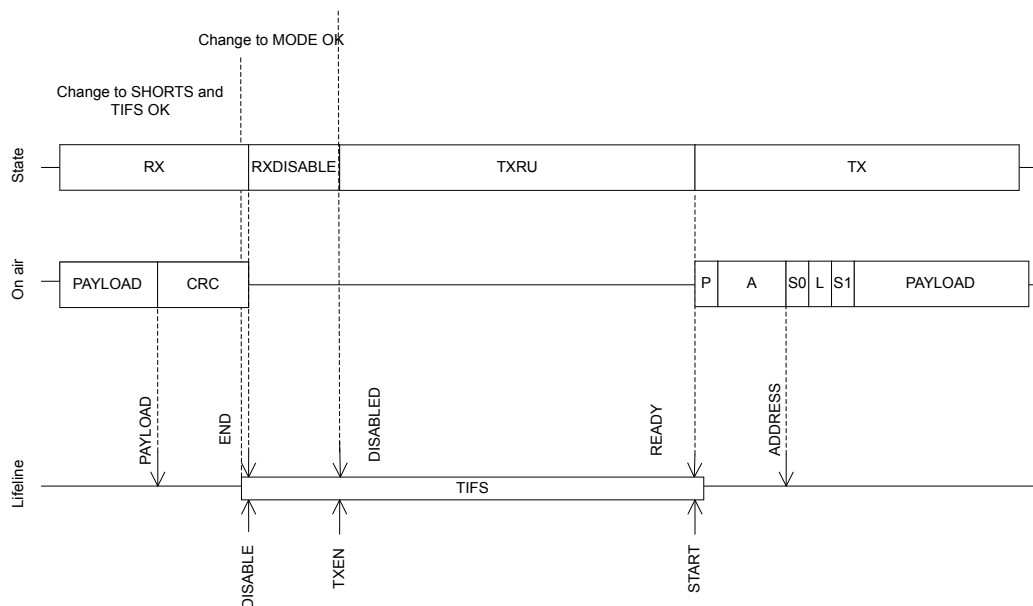 Change to MODE OK
Change to SHORTS and
TIFS OK
State
RX
RXDISABLE
TXRU
TX
On air
PAYLOAD
CRC
P
A
S0
L
S1
PAYLOAD
Lifeline
PAYLOAD
END
DISABLED
READY
ADDRESS
TIFS
DISABLE
TXEN
START